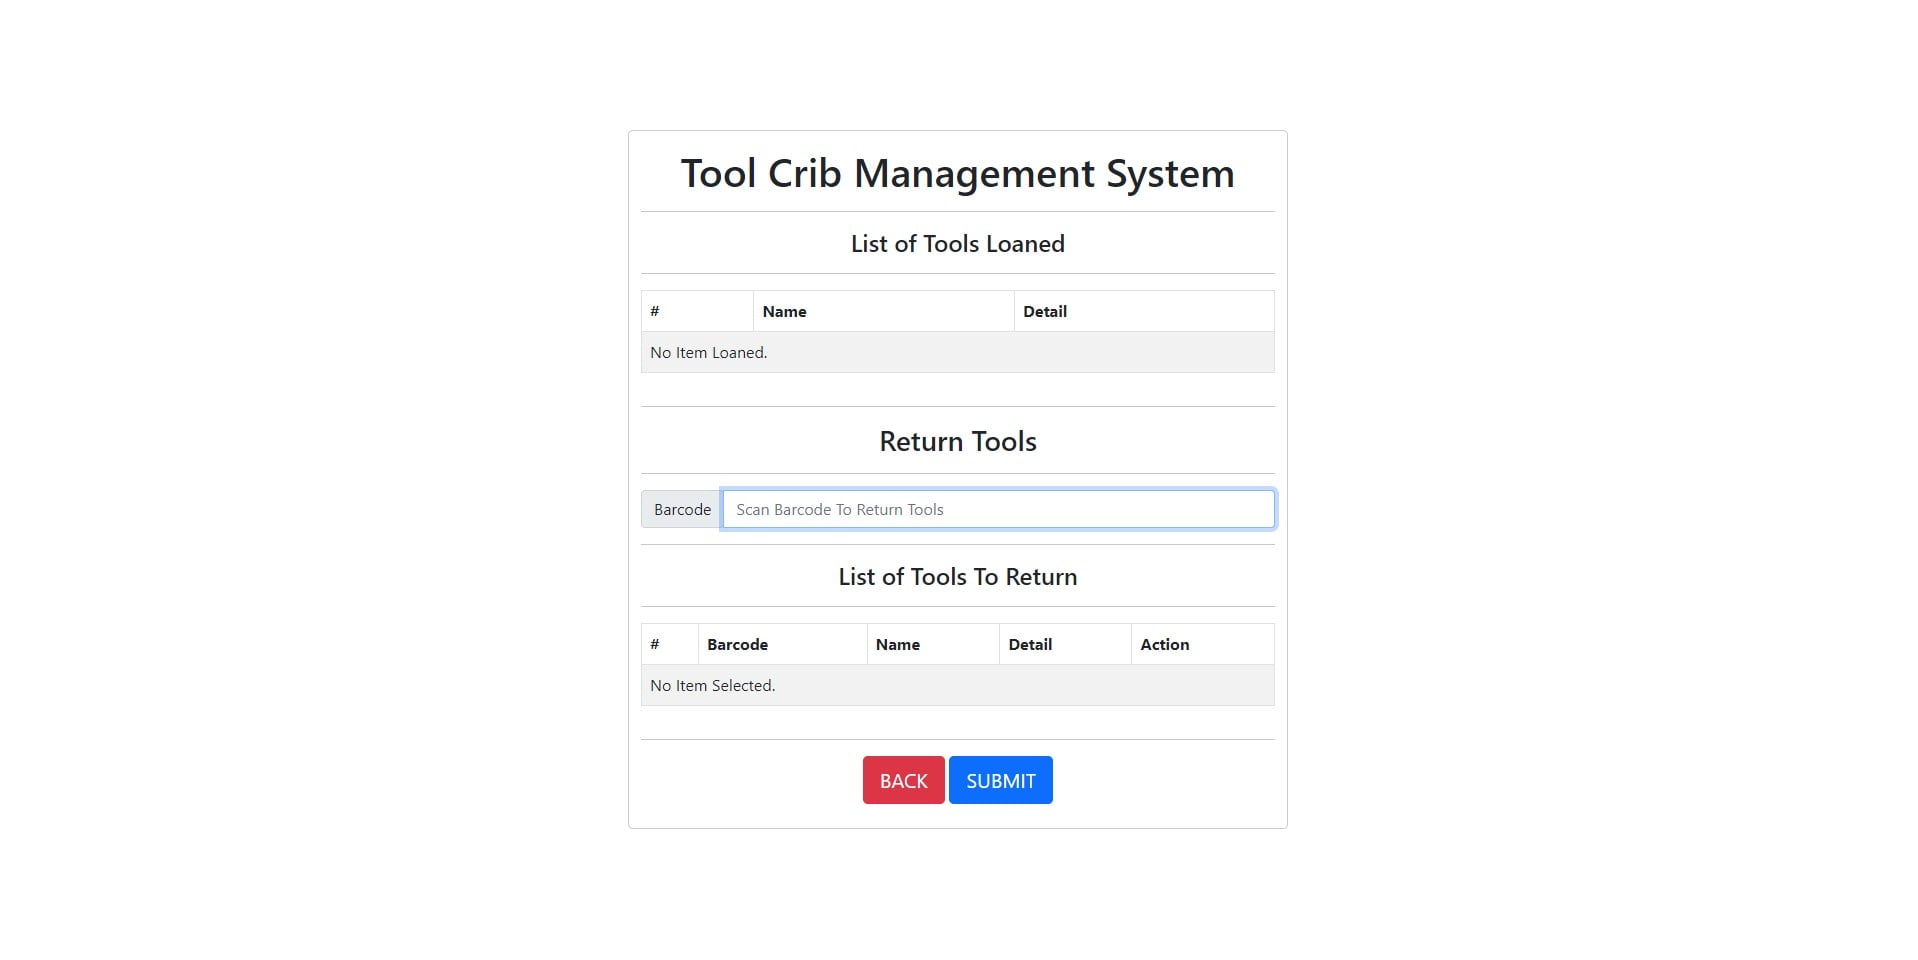 Tool Crib Management System
List of Tools Loaned
# Name Detail
No Item Loaned.
Return Tools
Barcode Scan Barcode To Return Tools
List of Tools To Return
# Barcode Name Detail Action
No Item Selected.
BACK SUBMIT